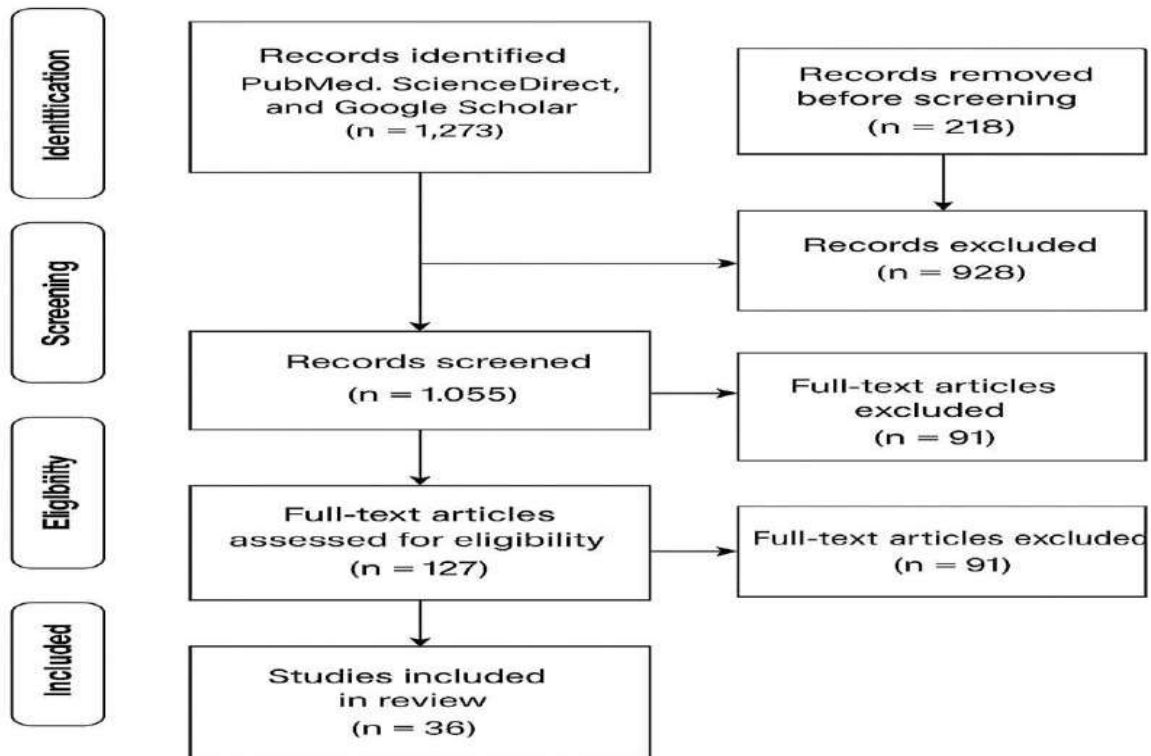 Idenittication
Records identified
PubMed. ScienceDirect,
and Google Scholar
(n = 1,273)
Records removed
before screening
(n = 218)
Records excluded
(n = 928)
Screening
Records screened
(n = 1.055)
Full-text articles
excluded
(n = 91)
Eligibiiity
Full-text articles
assessed for eligibility
(n = 127)
Full-text articles excluded
(n = 91)
Included
Studies included
in review
(n = 36)